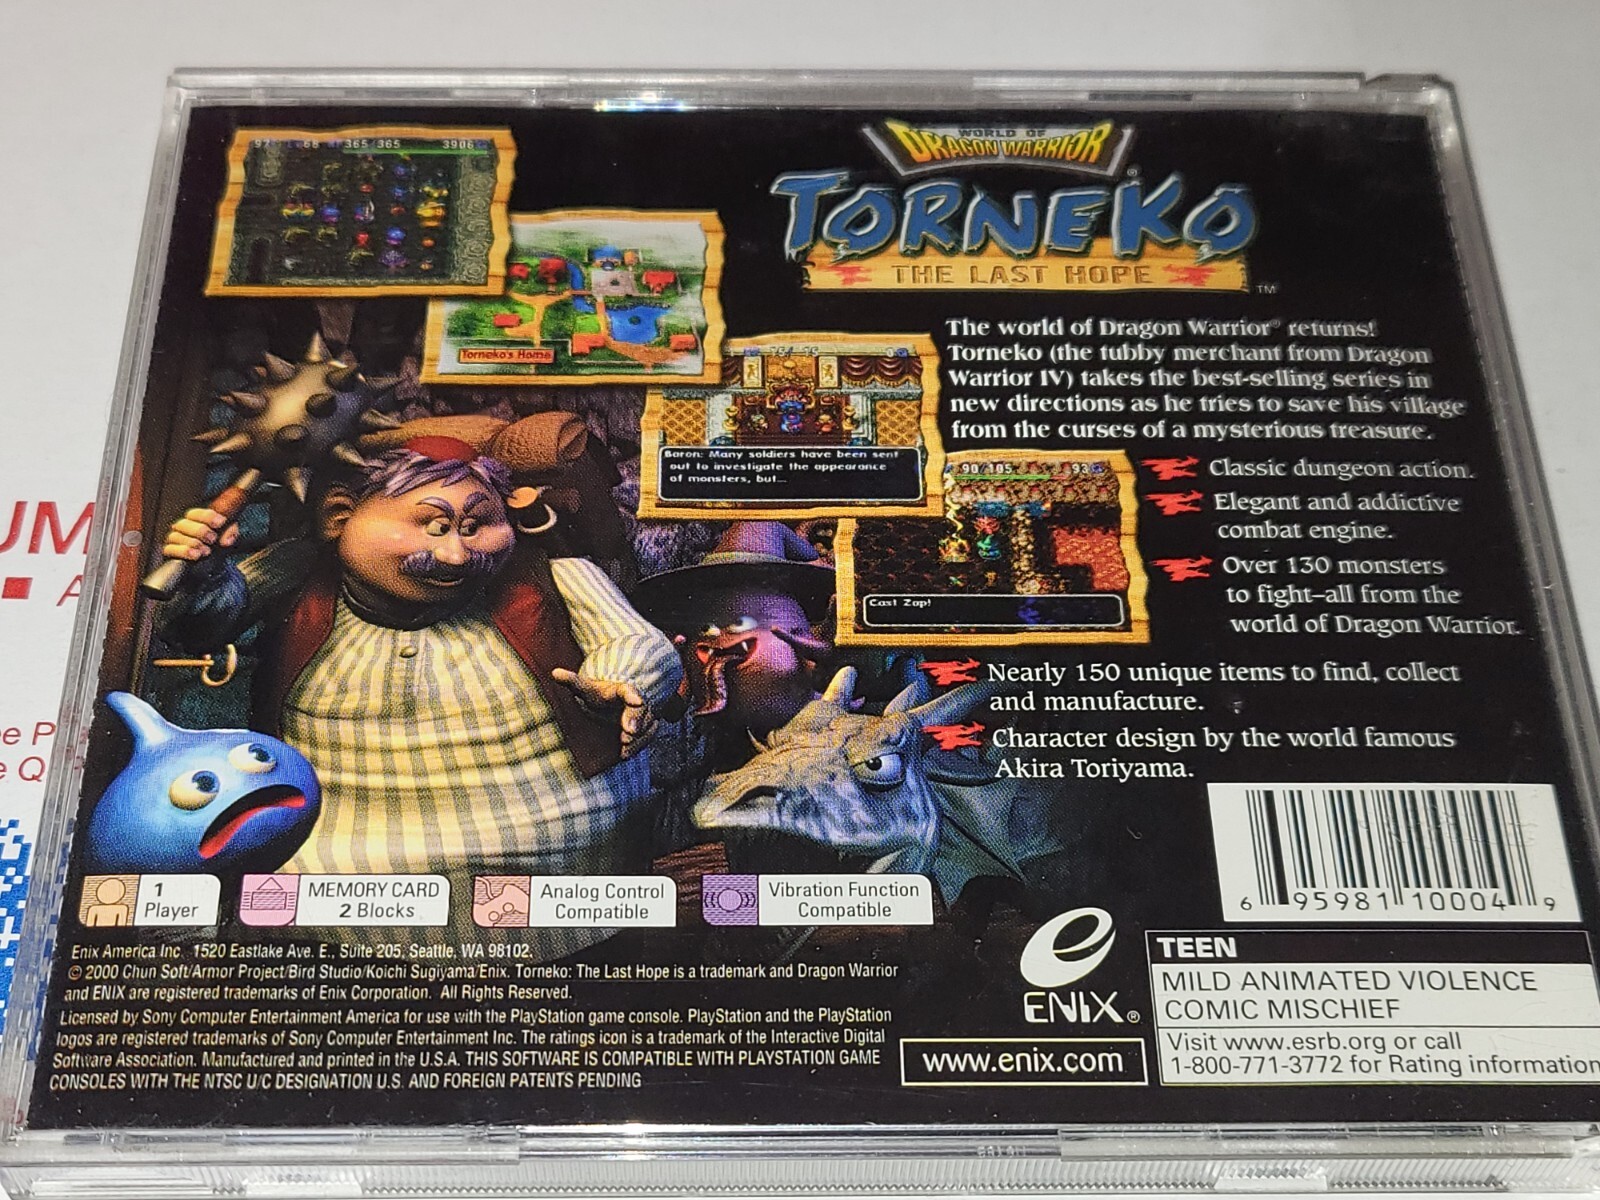 97 68 365/365 3906
WORLD OF
DRAGON WARRIOR®
TORNEKO
THE LAST HOPE™
Torneko's Home
75/75
Baron: Many soldiers have been sent
out to investigate the appearance
of monsters, but...
90/105 93
Cast Zap!
The world of Dragon Warrior® returns!
Torneko (the tubby merchant from Dragon
Warrior IV) takes the best-selling series in
new directions as he tries to save his village
from the curses of a mysterious treasure.
Classic dungeon action.
Elegant and addictive
combat engine.
Over 130 monsters
to fight–all from the
world of Dragon Warrior.
Nearly 150 unique items to find, collect
and manufacture.
Character design by the world famous
Akira Toriyama.
1
Player
MEMORY CARD
2 Blocks
Analog Control
Compatible
Vibration Function
Compatible
6 95981 10004 9
Enix America Inc. 1520 Eastlake Ave. E., Suite 205, Seattle, WA 98102.
© 2000 Chun Soft/Armor Project/Bird Studio/Koichi Sugiyama/Enix. Torneko: The Last Hope is a trademark and Dragon Warrior
and ENIX are registered trademarks of Enix Corporation. All Rights Reserved.
Licensed by Sony Computer Entertainment America for use with the PlayStation game console. PlayStation and the PlayStation
logos are registered trademarks of Sony Computer Entertainment Inc. The ratings icon is a trademark of the Interactive Digital
Software Association. Manufactured and printed in the U.S.A. THIS SOFTWARE IS COMPATIBLE WITH PLAYSTATION GAME
CONSOLES WITH THE NTSC U/C DESIGNATION U.S. AND FOREIGN PATENTS PENDING
ENIX®
www.enix.com
TEEN
MILD ANIMATED VIOLENCE
COMIC MISCHIEF
Visit www.esrb.org or call
1-800-771-3772 for Rating information